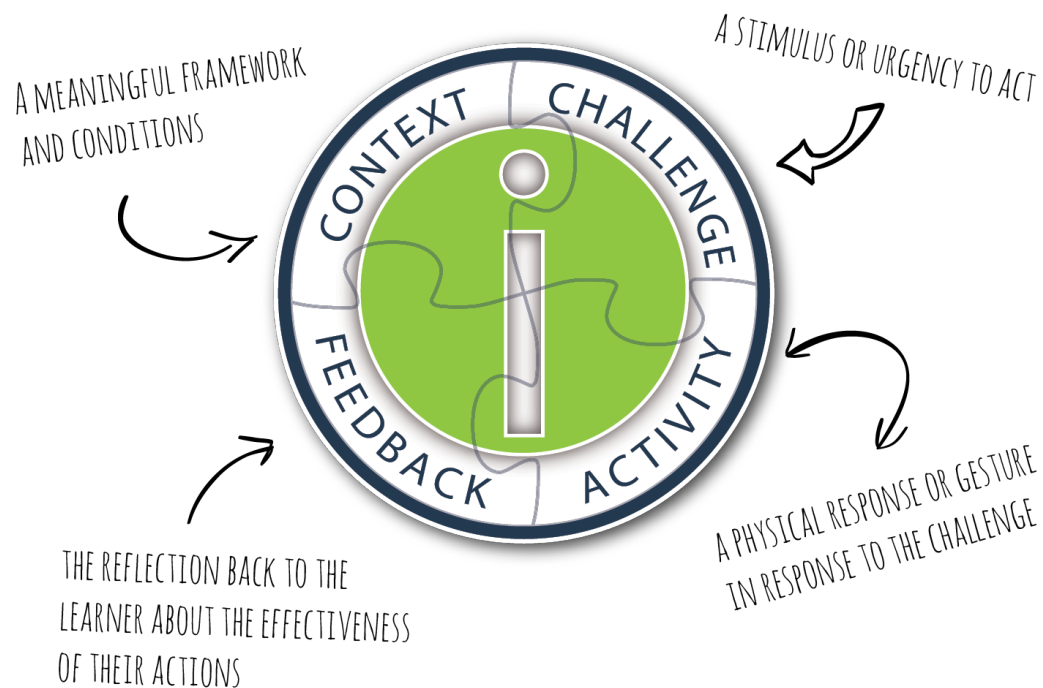 A MEANINGFUL FRAMEWORK
AND CONDITIONS
A STIMULUS OR URGENCY TO ACT
CONTEXT
CHALLENGE
i
FEEDBACK
ACTIVITY
THE REFLECTION BACK TO THE
LEARNER ABOUT THE EFFECTIVENESS
OF THEIR ACTIONS
A PHYSICAL RESPONSE OR GESTURE
IN RESPONSE TO THE CHALLENGE